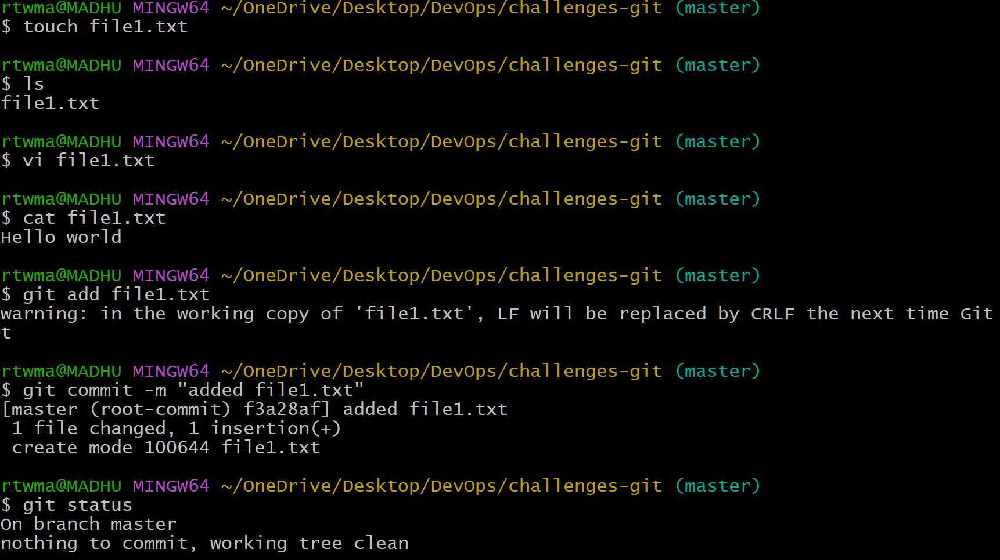 rtwma@MADHU MINGW64 ~/OneDrive/Desktop/DevOps/challenges-git (master)
$ touch file1.txt
rtwma@MADHU MINGW64 ~/OneDrive/Desktop/DevOps/challenges-git (master)
$ ls
file1.txt
rtwma@MADHU MINGW64 ~/OneDrive/Desktop/DevOps/challenges-git (master)
$ vi file1.txt
rtwma@MADHU MINGW64 ~/OneDrive/Desktop/DevOps/challenges-git (master)
$ cat file1.txt
Hello world
rtwma@MADHU MINGW64 ~/OneDrive/Desktop/DevOps/challenges-git (master)
$ git add file1.txt
warning: in the working copy of 'file1.txt', LF will be replaced by CRLF the next time Git
t
rtwma@MADHU MINGW64 ~/OneDrive/Desktop/DevOps/challenges-git (master)
$ git commit -m "added file1.txt"
[master (root-commit) f3a28af] added file1.txt
 1 file changed, 1 insertion(+)
 create mode 100644 file1.txt
rtwma@MADHU MINGW64 ~/OneDrive/Desktop/DevOps/challenges-git (master)
$ git status
On branch master
nothing to commit, working tree clean